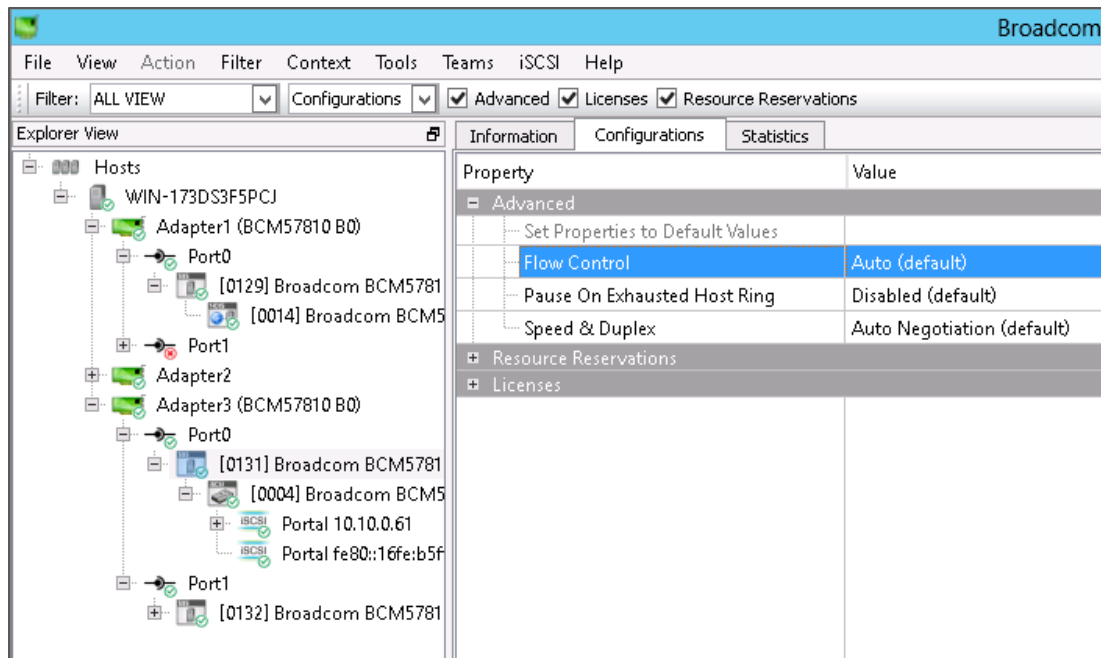 Broadcom
File View Action Filter Context Tools Teams iSCSI Help
Filter: ALL VIEW Configurations Advanced Licenses Resource Reservations
Explorer View
Hosts
WIN-173DS3F5PCJ
Adapter1 (BCM57810 B0)
Port0
[0129] Broadcom BCM5781
[0014] Broadcom BCM5
Port1
Adapter2
Adapter3 (BCM57810 B0)
Port0
[0131] Broadcom BCM5781
[0004] Broadcom BCM5
iSCSI Portal 10.10.0.61
iSCSI Portal fe80::16fe:b5f
Port1
[0132] Broadcom BCM5781
Information Configurations Statistics
Property Value
Advanced
Set Properties to Default Values
Flow Control Auto (default)
Pause On Exhausted Host Ring Disabled (default)
Speed & Duplex Auto Negotiation (default)
Resource Reservations
Licenses